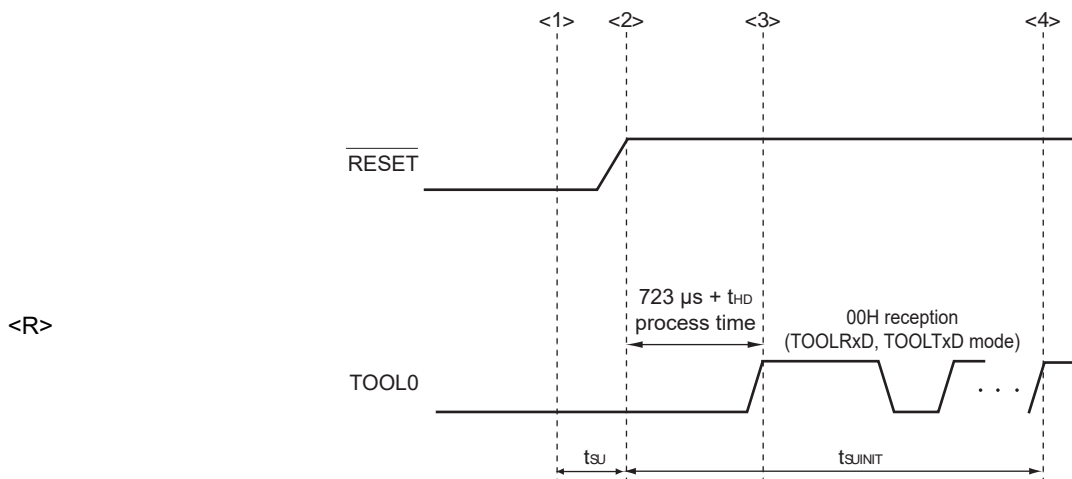 <1> <2> <3> <4>
RESET
723 µs + tHD
process time
00H reception
(TOOLRxD, TOOLTxD mode)
<R>
TOOL0
. . .
tSU tSUINIT